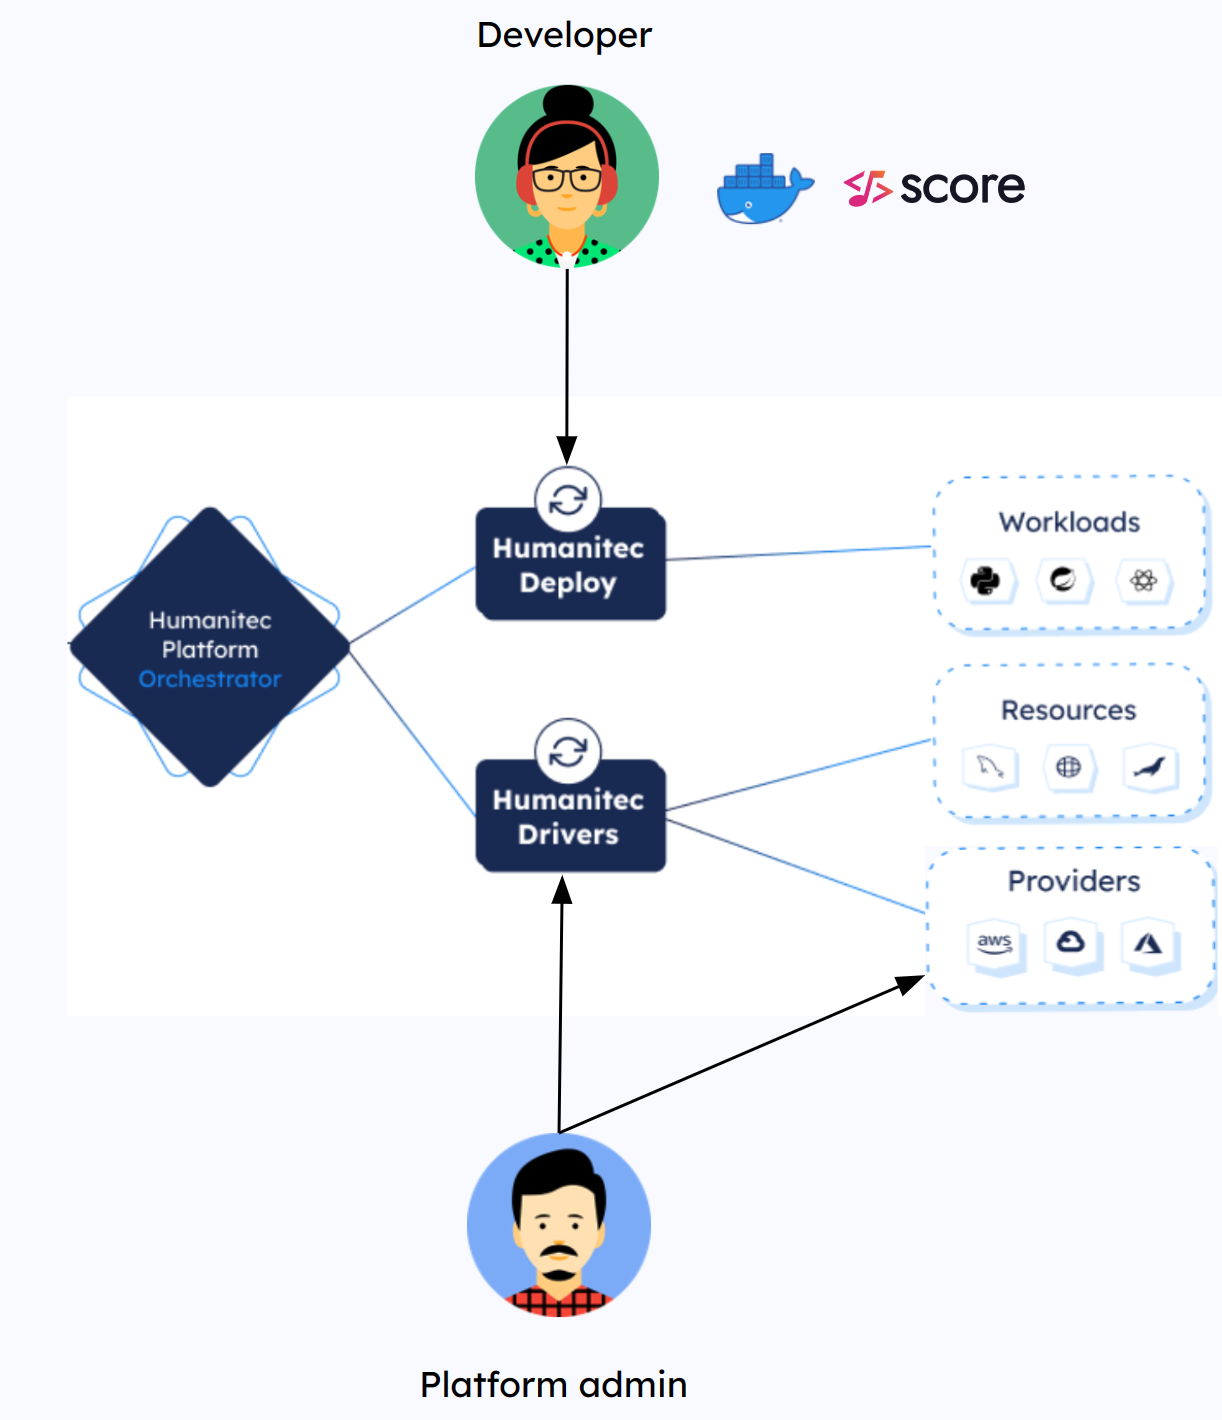 Developer
score
Humanitec
Deploy
Workloads
Humanitec
Platform
Orchestrator
Resources
Humanitec
Drivers
Providers
aws
Platform admin